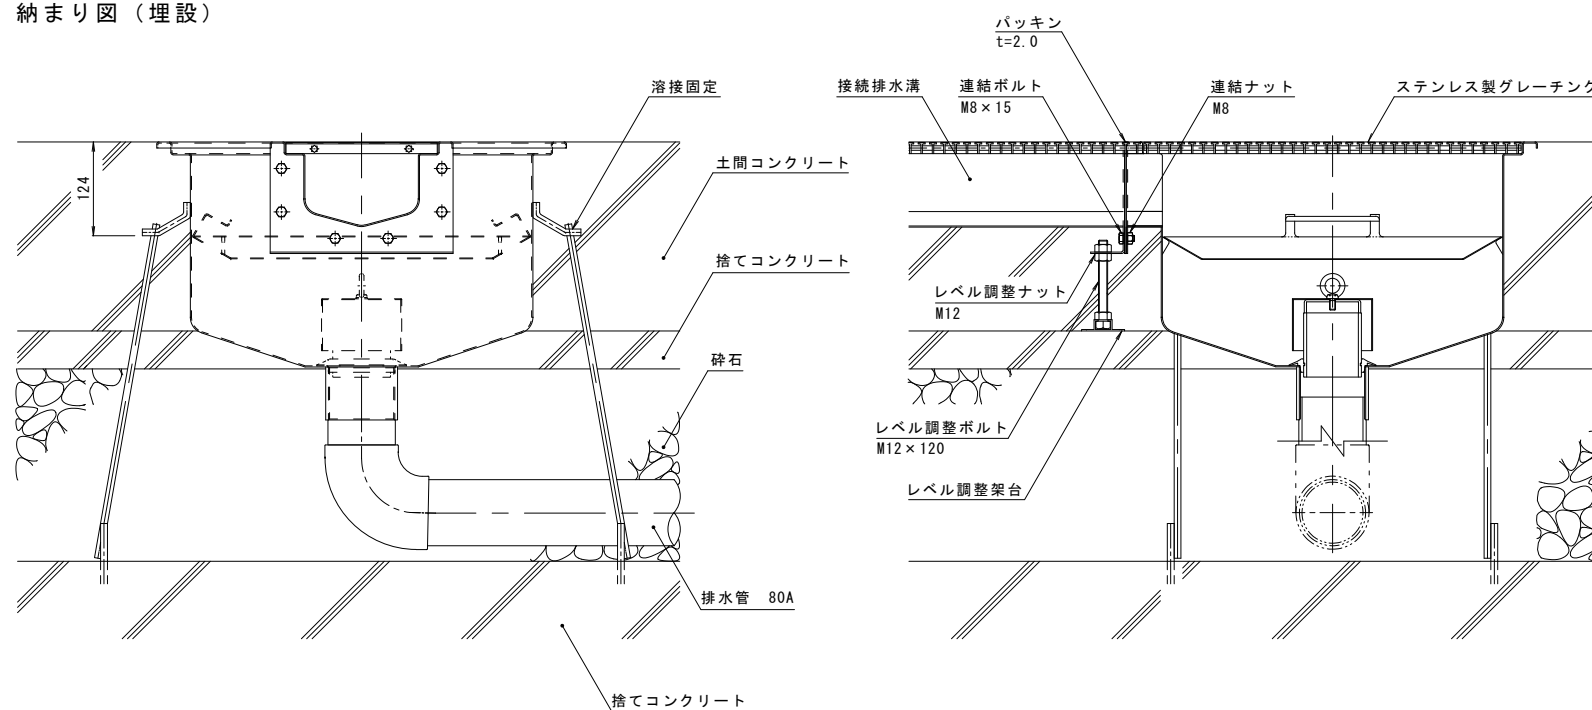 納まり図（埋設）
溶接固定
124
土間コンクリート
捨てコンクリート
砕石
排水管　80A
捨てコンクリート
パッキン
t=2.0
接続排水溝
連結ボルト
M8×15
連結ナット
M8
ステンレス製グレーチング
レベル調整ナット
M12
レベル調整ボルト
M12×120
レベル調整架台